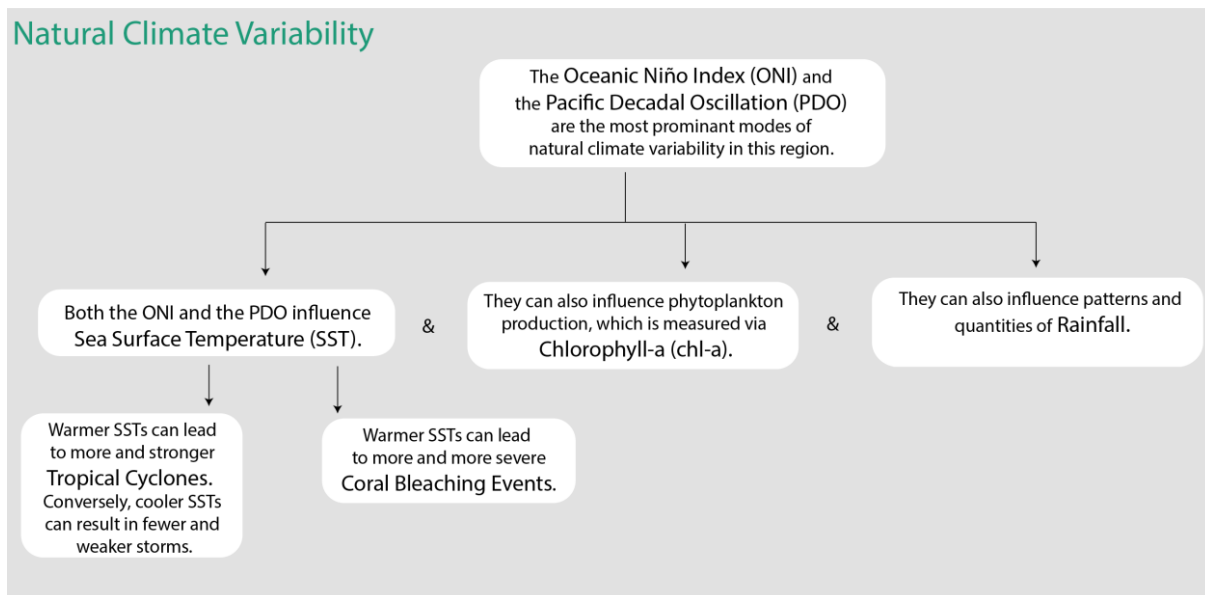 Natural Climate Variability
The Oceanic Niño Index (ONI) and
the Pacific Decadal Oscillation (PDO)
are the most prominant modes of
natural climate variability in this region.
Both the ONI and the PDO influence
Sea Surface Temperature (SST).
&
They can also influence phytoplankton
production, which is measured via
Chlorophyll-a (chl-a).
&
They can also influence patterns and
quantities of Rainfall.
Warmer SSTs can lead
to more and stronger
Tropical Cyclones.
Conversely, cooler SSTs
can result in fewer and
weaker storms.
Warmer SSTs can lead
to more and more severe
Coral Bleaching Events.